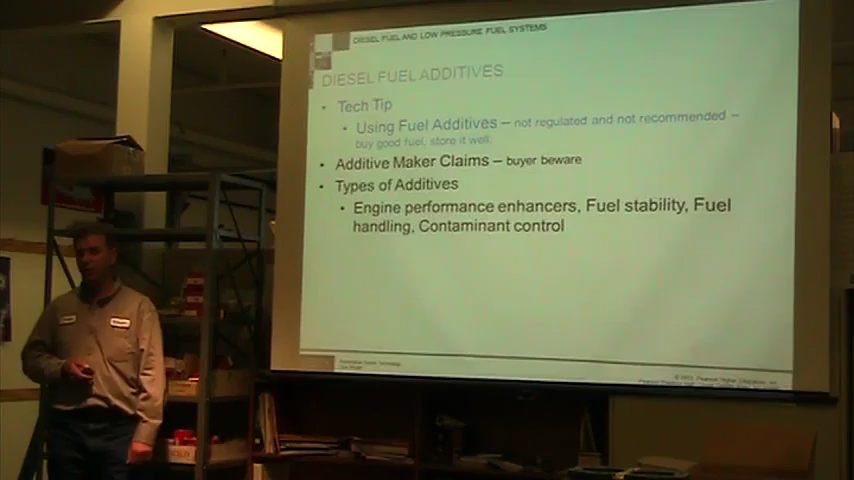 DIESEL FUEL AND LOW PRESSURE FUEL SYSTEMS
DIESEL FUEL ADDITIVES
• Tech Tip
• Using Fuel Additives – not regulated and not recommended –
buy good fuel, store it well.
• Additive Maker Claims – buyer beware
• Types of Additives
• Engine performance enhancers, Fuel stability, Fuel
handling, Contaminant control